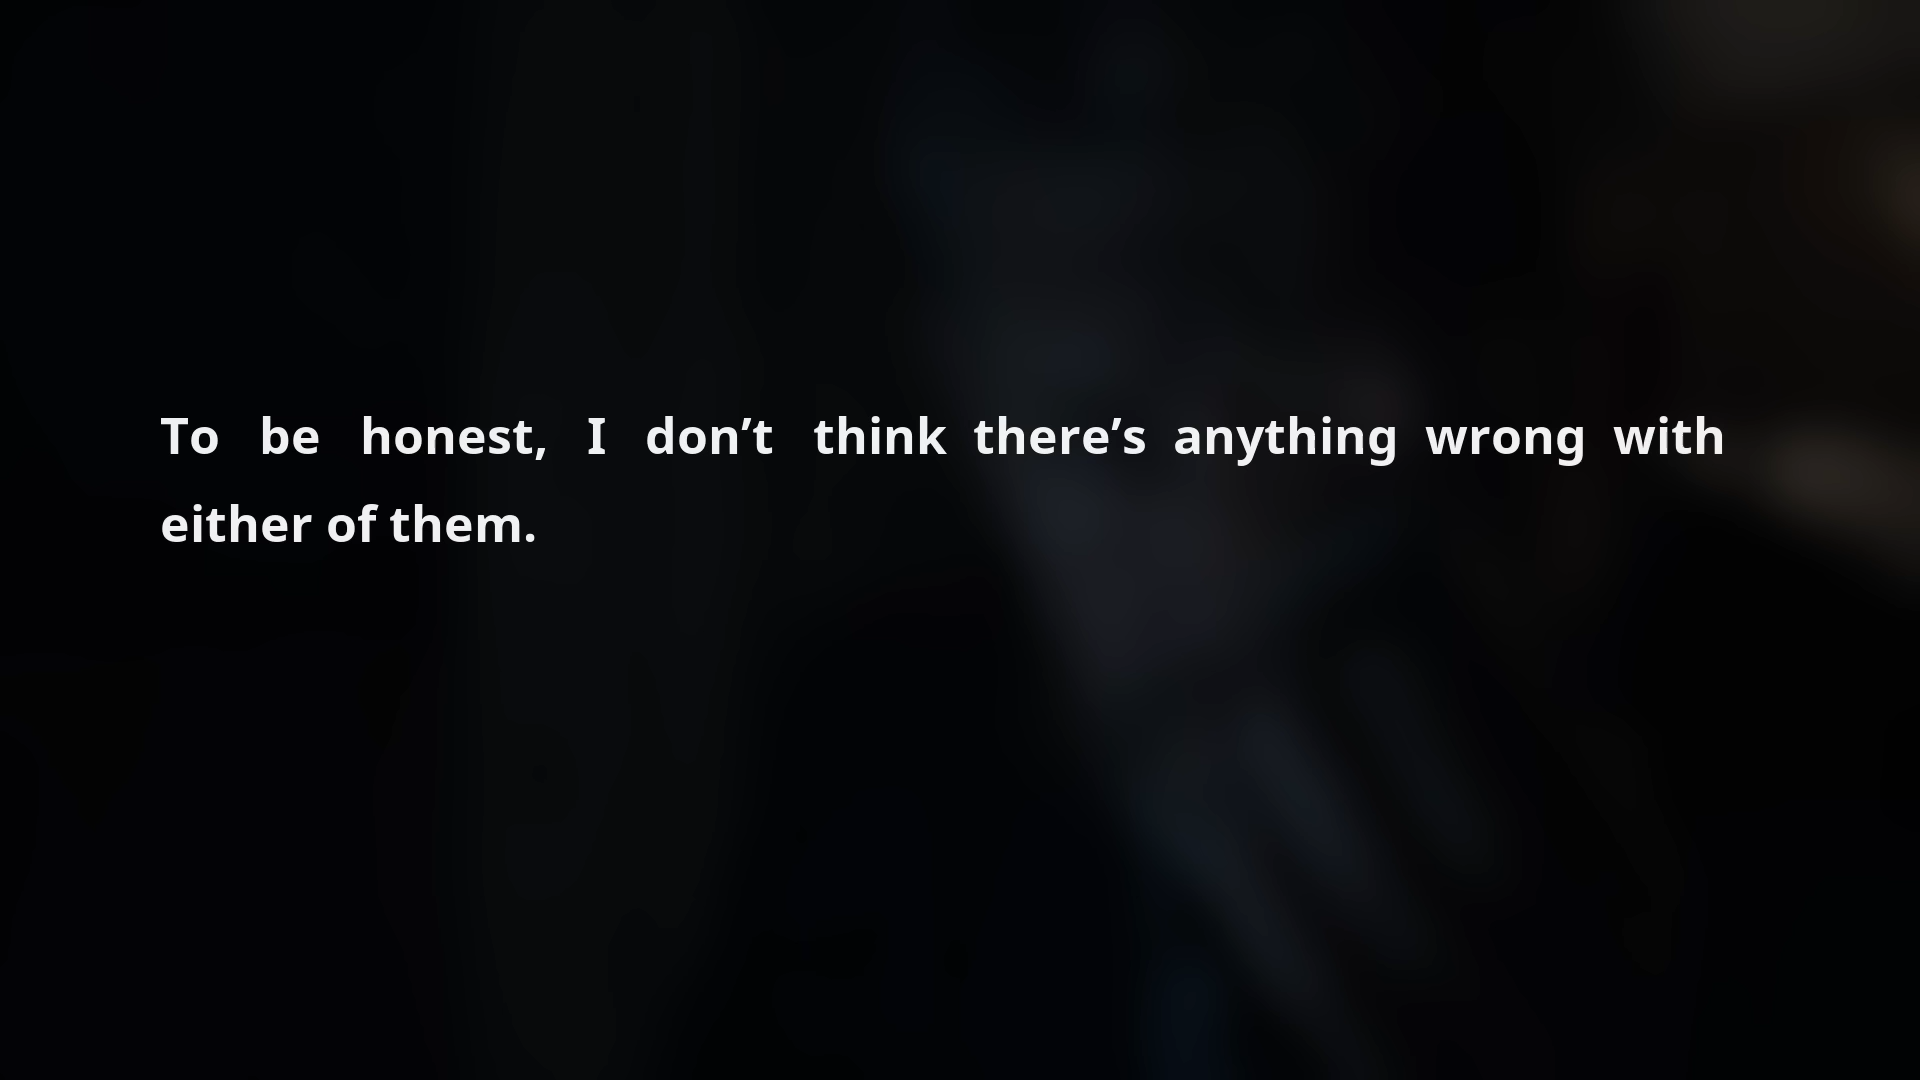 To be honest, I don’t think there’s anything wrong with
either of them.